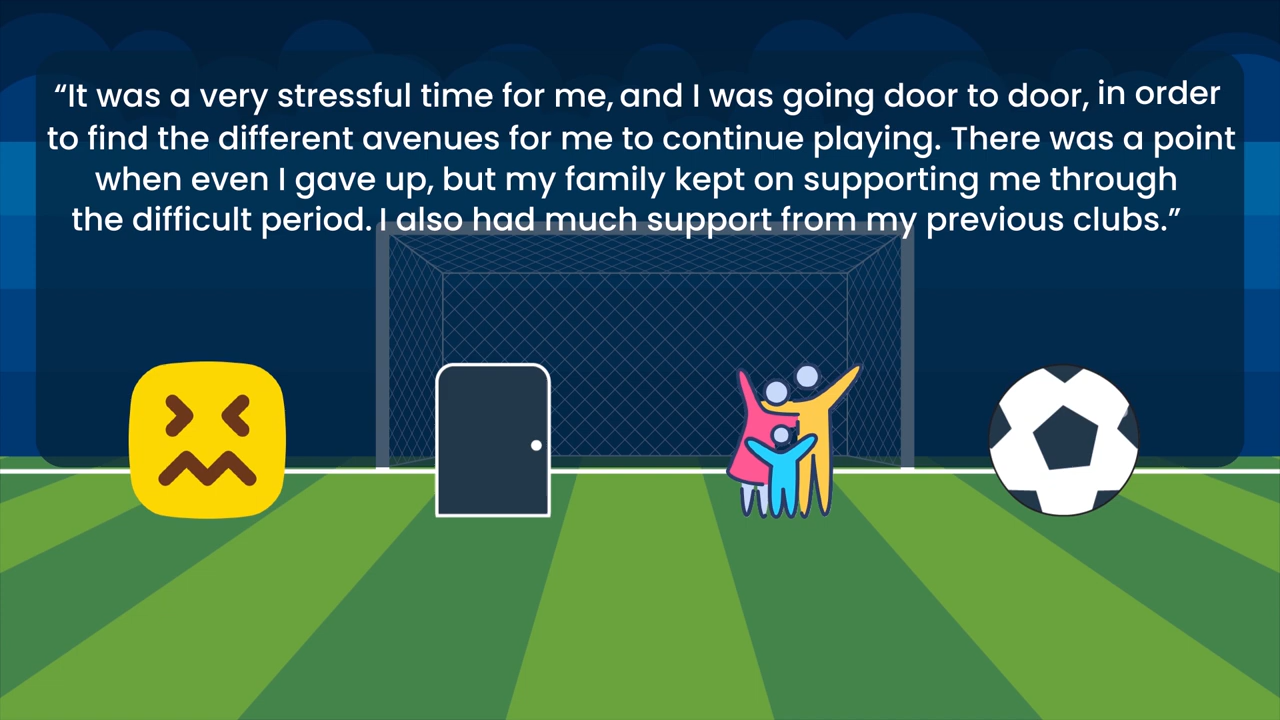 “It was a very stressful time for me, and I was going door to door, in order
to find the different avenues for me to continue playing. There was a point
when even I gave up, but my family kept on supporting me through
the difficult period. I also had much support from my previous clubs.”